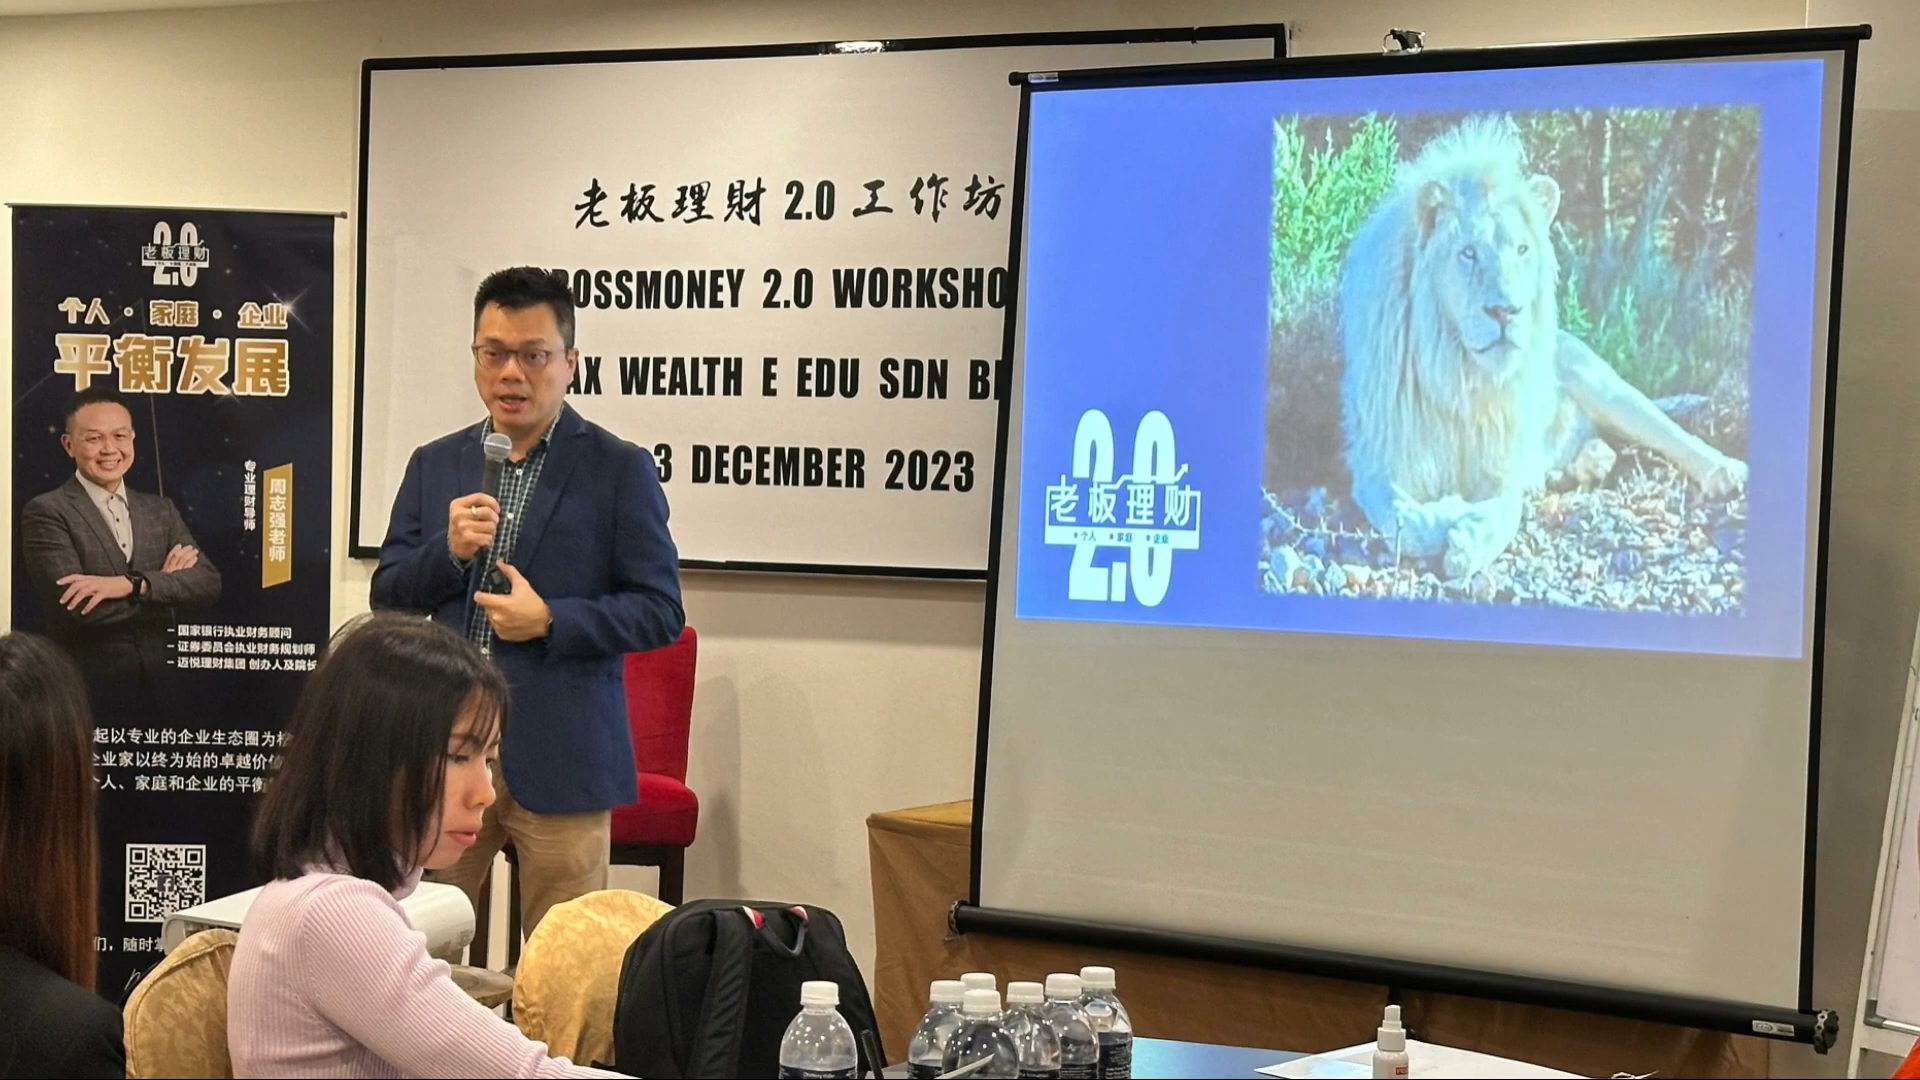 老板理財 2.0 工作坊
OSSMONEY 2.0 WORKSHO
AX WEALTH E EDU SDN B
3 DECEMBER 2023
2.0
老板理财
个人 · 家庭 · 企业
平衡发展
专业理财导师
周志强老师
- 国家银行执业财务顾问
- 证券委员会执业财务规划师
- 迈悦理财集团 创办人及院长
起以专业的企业生态圈为
企业家以终为始的卓越价值
人、家庭和企业的平衡
们，随时掌
2.0
老板理财
•个人 •家庭 •企业